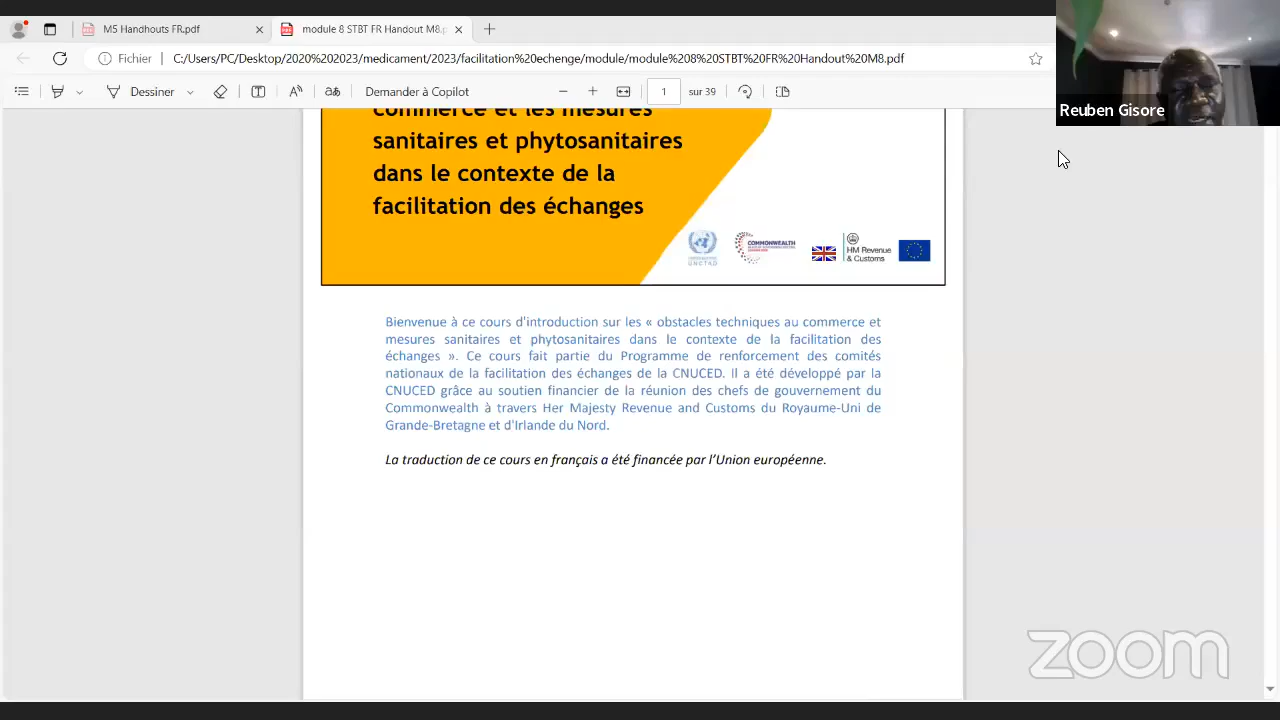 M5 Handhouts FR.pdf
module 8 STBT FR Handout M8.p
Fichier
C:/Users/PC/Desktop/2020%202023/medicament/2023/facilitation%20echenge/module/module%208%20STBT%20FR%20Handout%20M8.pdf
Dessiner
Demander à Copilot
1
sur 39
Reuben Gisore
commerce et les mesures
sanitaires et phytosanitaires
dans le contexte de la
facilitation des échanges
UNCTAD
COMMONWEALTH
HM Revenue
& Customs
Bienvenue à ce cours d'introduction sur les « obstacles techniques au commerce et
mesures sanitaires et phytosanitaires dans le contexte de la facilitation des
échanges ». Ce cours fait partie du Programme de renforcement des comités
nationaux de la facilitation des échanges de la CNUCED. Il a été développé par la
CNUCED grâce au soutien financier de la réunion des chefs de gouvernement du
Commonwealth à travers Her Majesty Revenue and Customs du Royaume-Uni de
Grande-Bretagne et d'Irlande du Nord.
La traduction de ce cours en français a été financée par l'Union européenne.
zoom